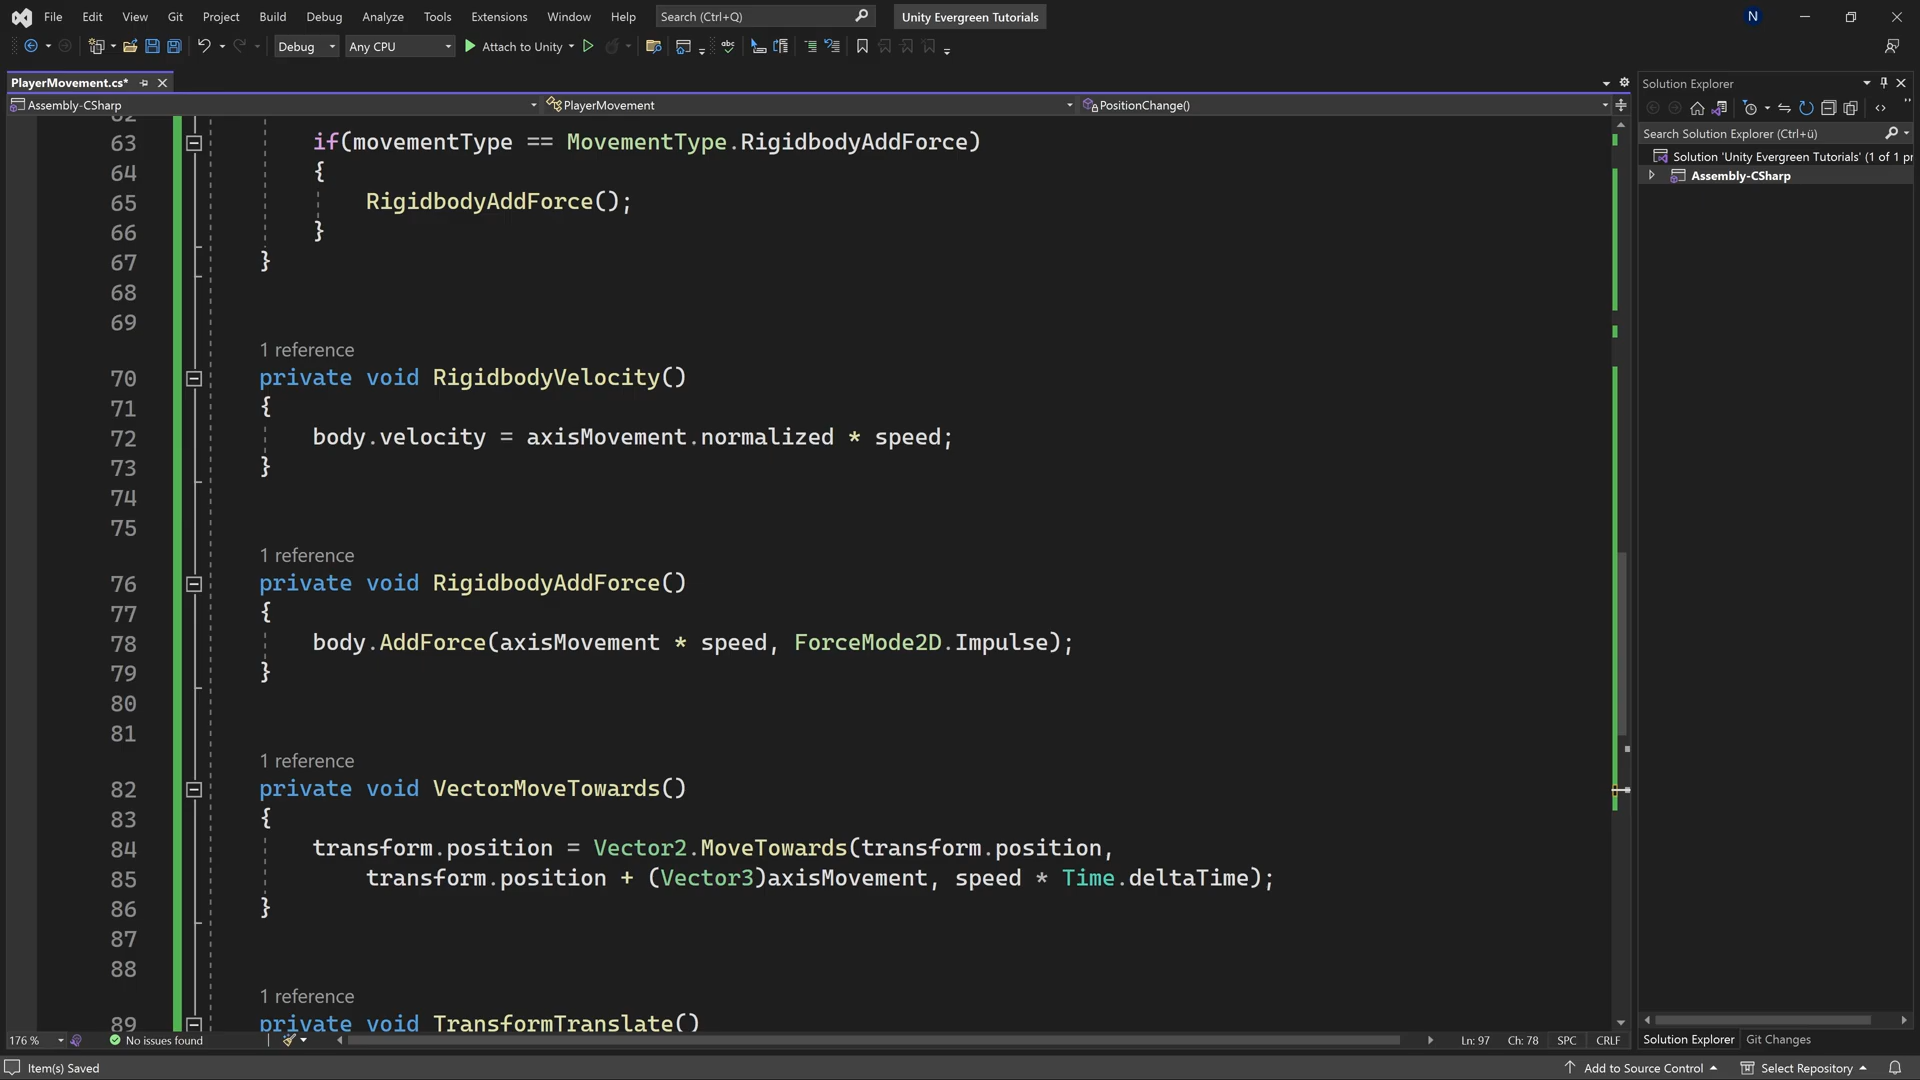 File Edit View Git Project Build Debug Analyze Tools Extensions Window Help Search (Ctrl+Q) Unity Evergreen Tutorials N
Debug Any CPU Attach to Unity abc
PlayerMovement.cs*
Assembly-CSharp PlayerMovement PositionChange()
62
63 if(movementType == MovementType.RigidbodyAddForce)
64 {
65 RigidbodyAddForce();
66 }
67 }
68
69
1 reference
70 private void RigidbodyVelocity()
71 {
72 body.velocity = axisMovement.normalized * speed;
73 }
74
75
1 reference
76 private void RigidbodyAddForce()
77 {
78 body.AddForce(axisMovement * speed, ForceMode2D.Impulse);
79 }
80
81
1 reference
82 private void VectorMoveTowards()
83 {
84 transform.position = Vector2.MoveTowards(transform.position,
85 transform.position + (Vector3)axisMovement, speed * Time.deltaTime);
86 }
87
88
1 reference
89 private void TransformTranslate()
176 % No issues found Ln: 97 Ch: 78 SPC CRLF
Solution Explorer
Search Solution Explorer (Ctrl+ü)
Solution 'Unity Evergreen Tutorials' (1 of 1 pr
Assembly-CSharp
Solution Explorer Git Changes
Item(s) Saved Add to Source Control Select Repository